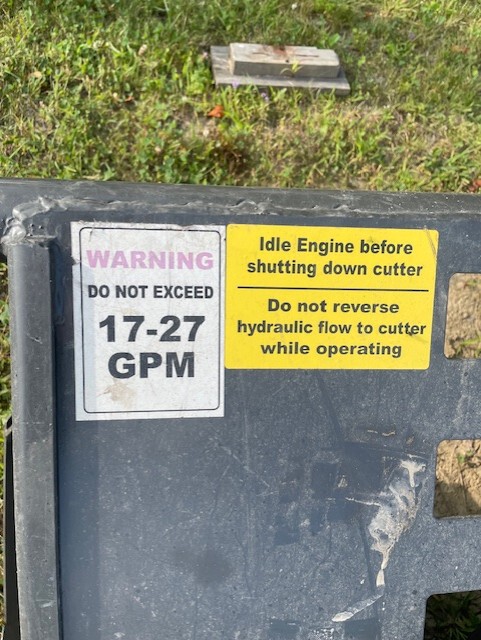 WARNING
DO NOT EXCEED
17-27
GPM
Idle Engine before
shutting down cutter
Do not reverse
hydraulic flow to cutter
while operating